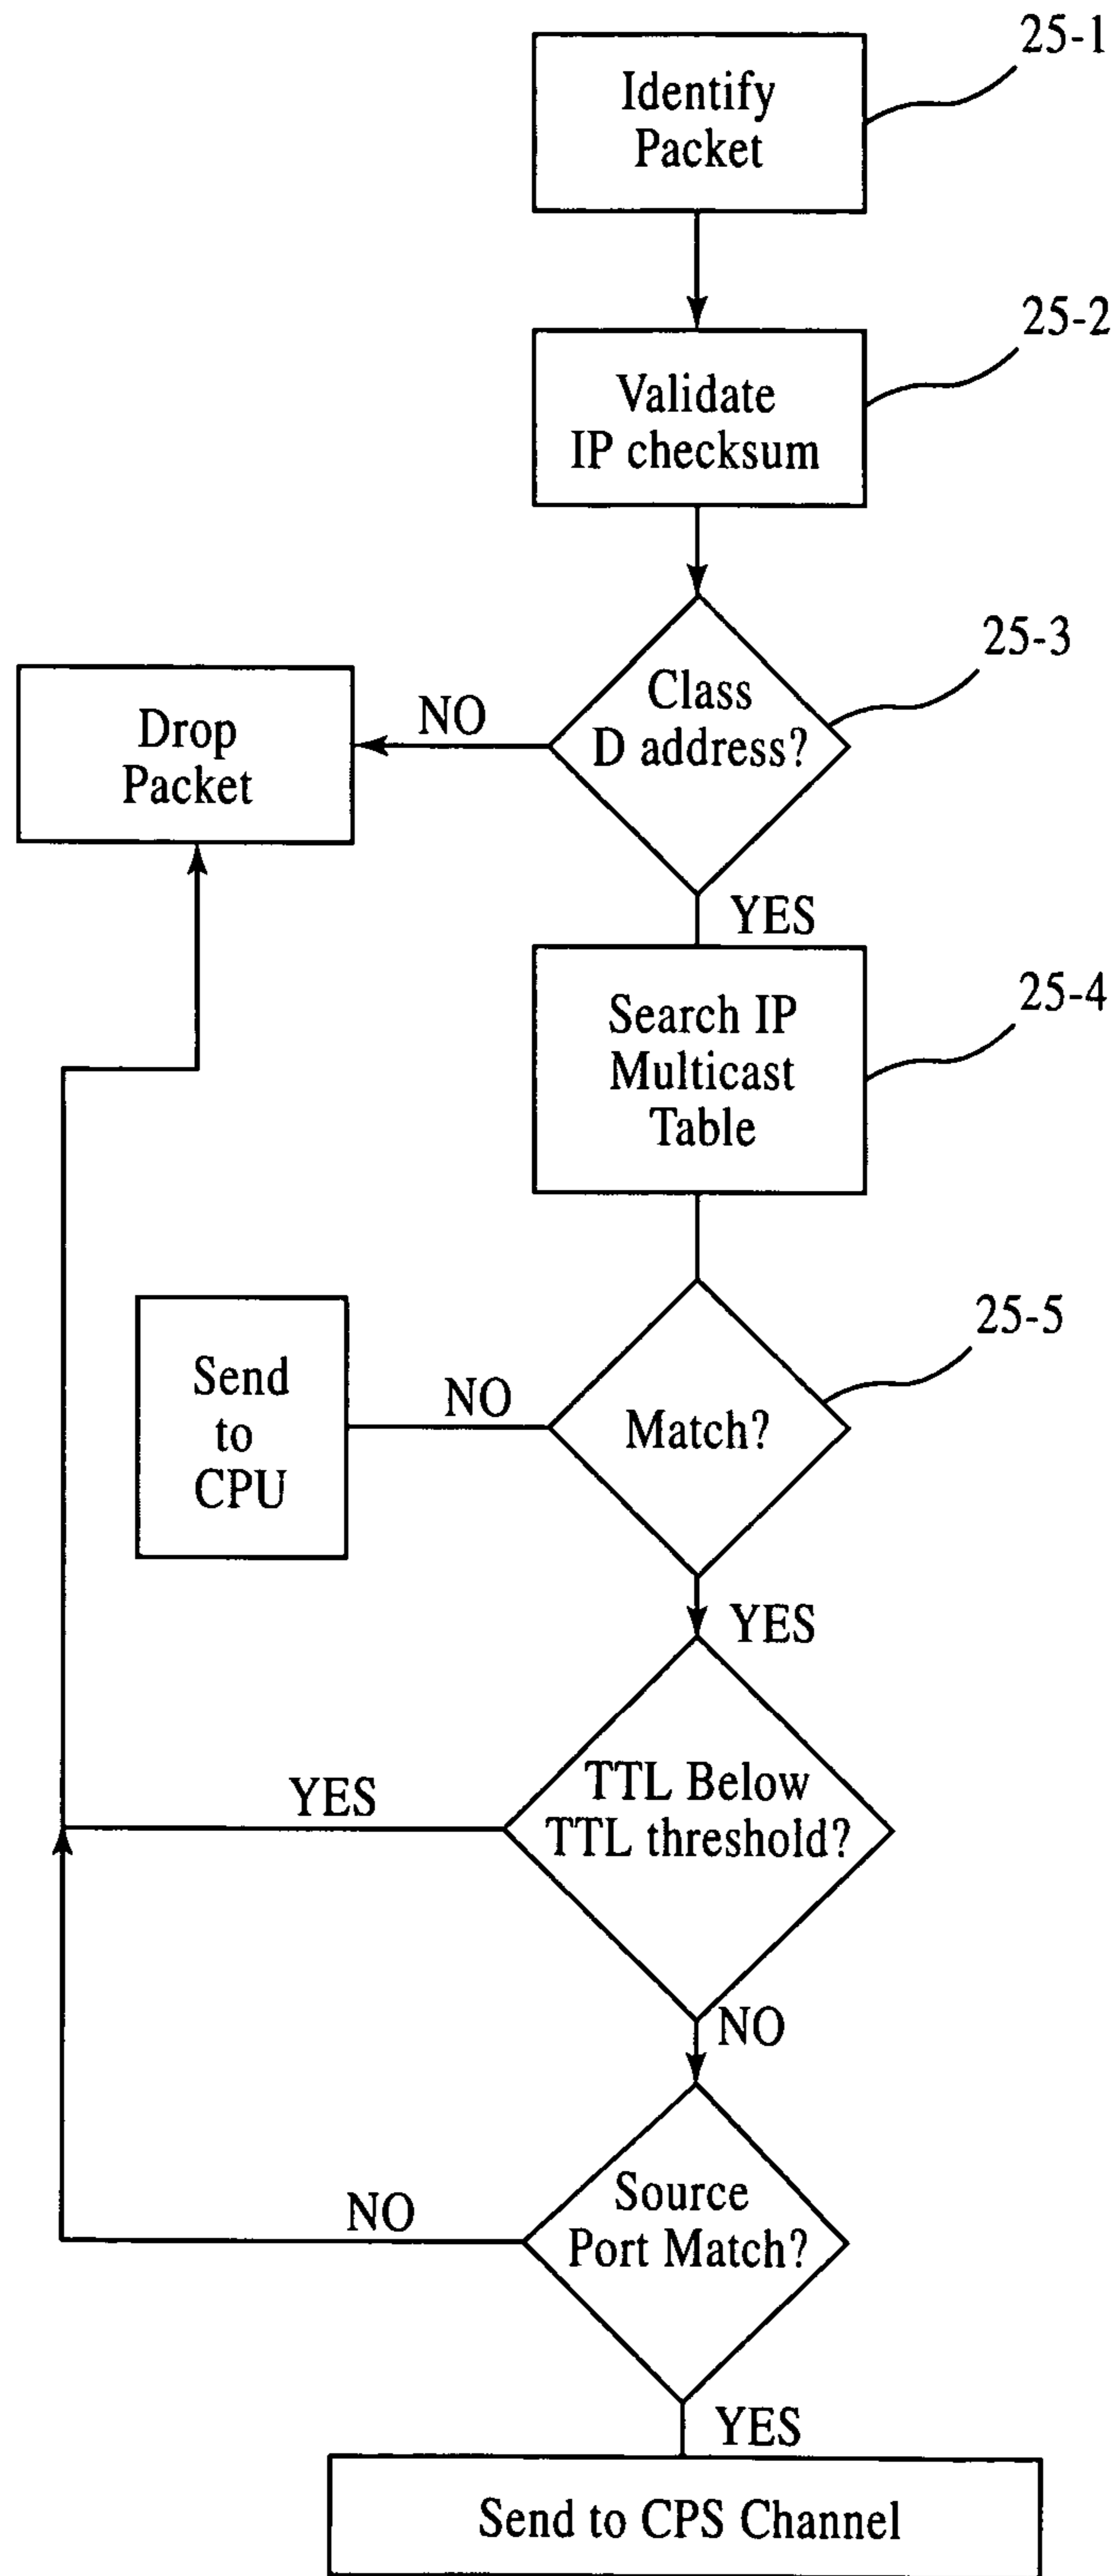 25-1
Identify
Packet
25-2
Validate
IP checksum
25-3
Class
D address?
NO
Drop
Packet
YES
25-4
Search IP
Multicast
Table
25-5
Match?
NO
Send
to
CPU
YES
TTL Below
TTL threshold?
YES
NO
Source
Port Match?
NO
YES
Send to CPS Channel